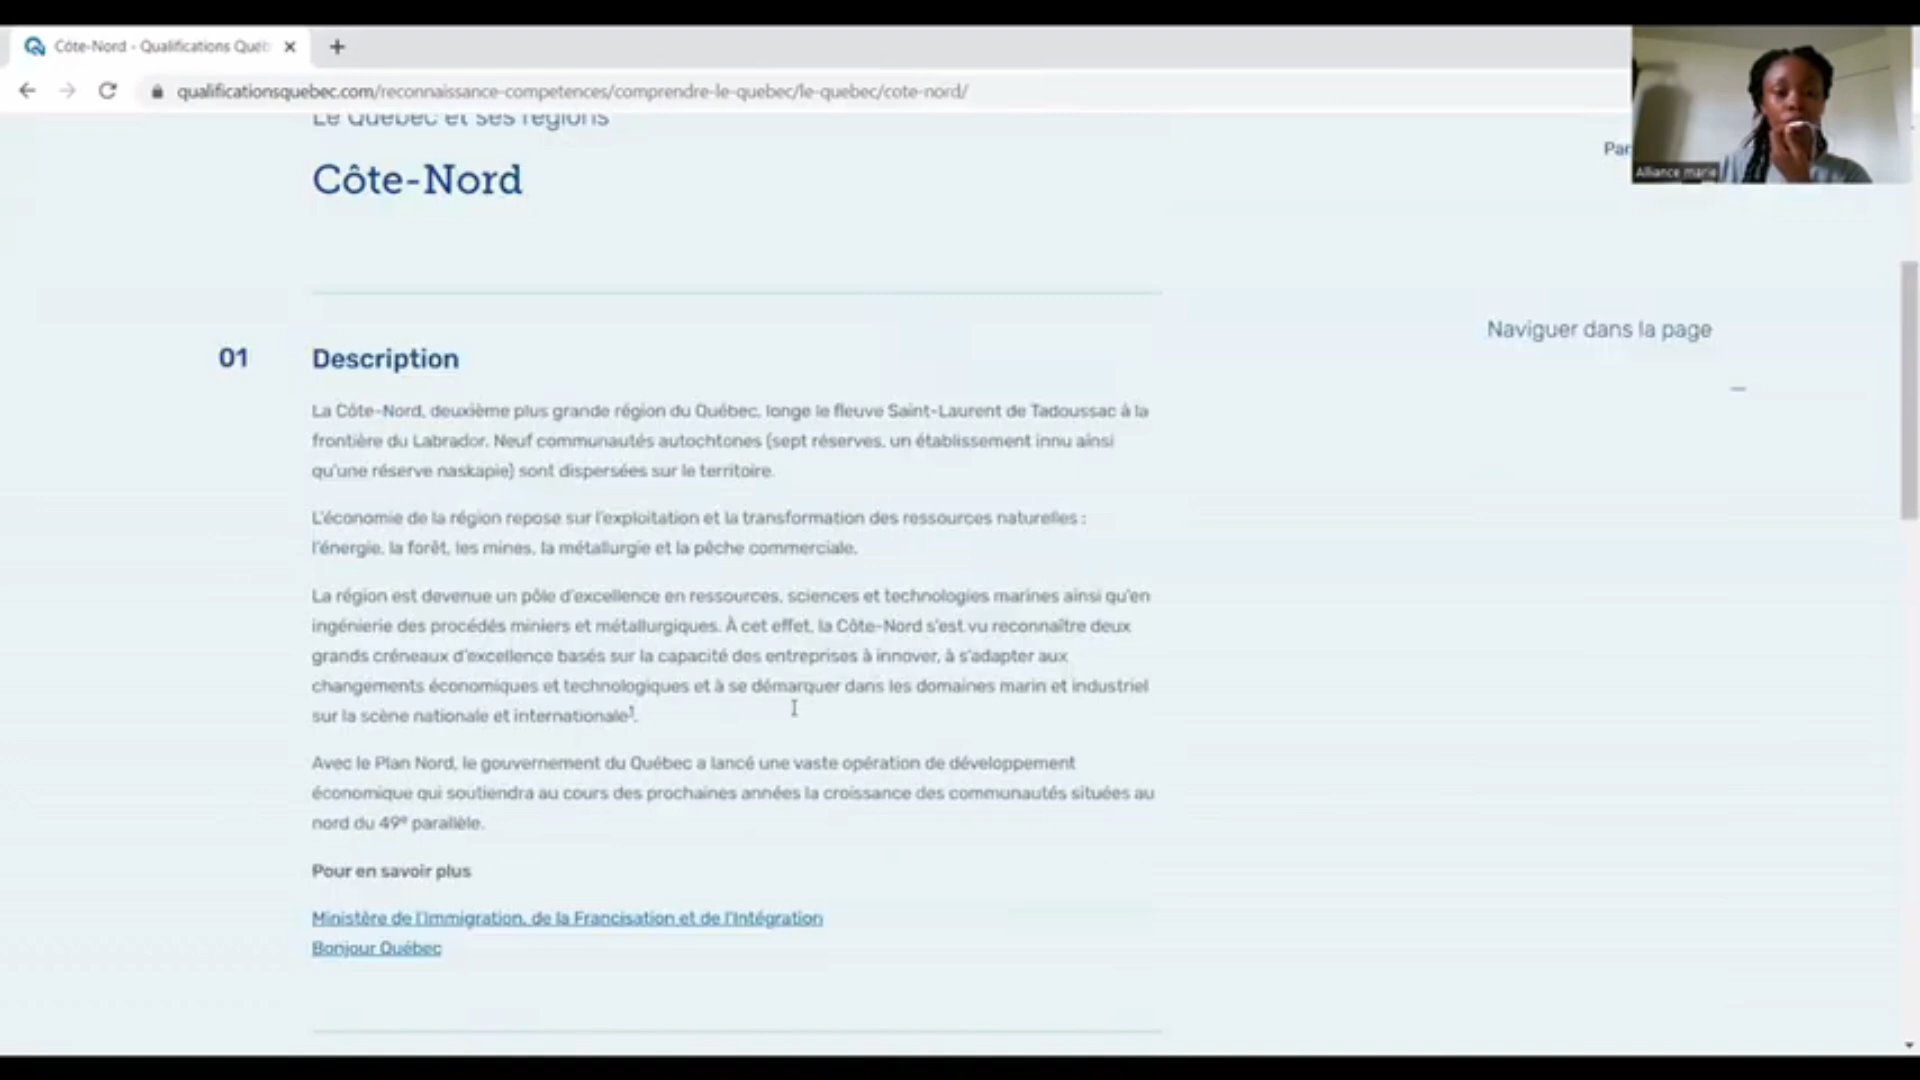 Côte-Nord - Qualifications Québ
qualificationsquebec.com/reconnaissance-competences/comprendre-le-quebec/le-quebec/cote-nord/
Le Québec et ses régions
Côte-Nord
Par
Alliance marie
Naviguer dans la page
01 Description
La Côte-Nord, deuxième plus grande région du Québec, longe le fleuve Saint-Laurent de Tadoussac à la
frontière du Labrador. Neuf communautés autochtones (sept réserves, un établissement innu ainsi
qu'une réserve naskapie) sont dispersées sur le territoire.
L'économie de la région repose sur l'exploitation et la transformation des ressources naturelles :
l'énergie, la forêt, les mines, la métallurgie et la pêche commerciale.
La région est devenue un pôle d'excellence en ressources, sciences et technologies marines ainsi qu'en
ingénierie des procédés miniers et métallurgiques. À cet effet, la Côte-Nord s'est vu reconnaître deux
grands créneaux d'excellence basés sur la capacité des entreprises à innover, à s'adapter aux
changements économiques et technologiques et à se démarquer dans les domaines marin et industriel
sur la scène nationale et internationale¹.
Avec le Plan Nord, le gouvernement du Québec a lancé une vaste opération de développement
économique qui soutiendra au cours des prochaines années la croissance des communautés situées au
nord du 49e parallèle.
Pour en savoir plus
Ministère de l'Immigration, de la Francisation et de l'Intégration
Bonjour Québec